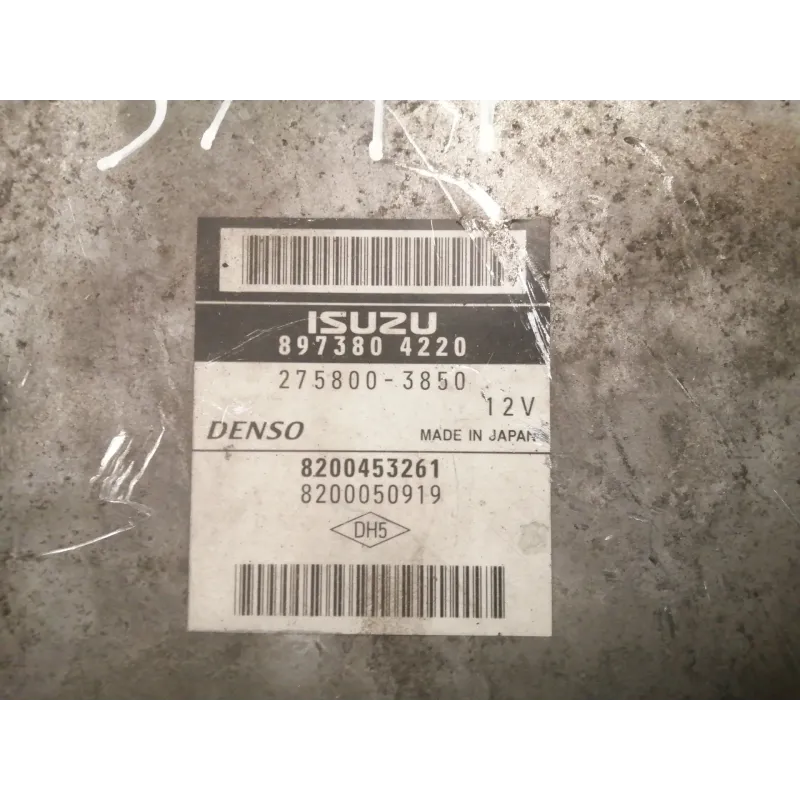 ISUZU
897380 4220
275800-3850
12V
DENSO MADE IN JAPAN
8200453261
8200050919
DH5